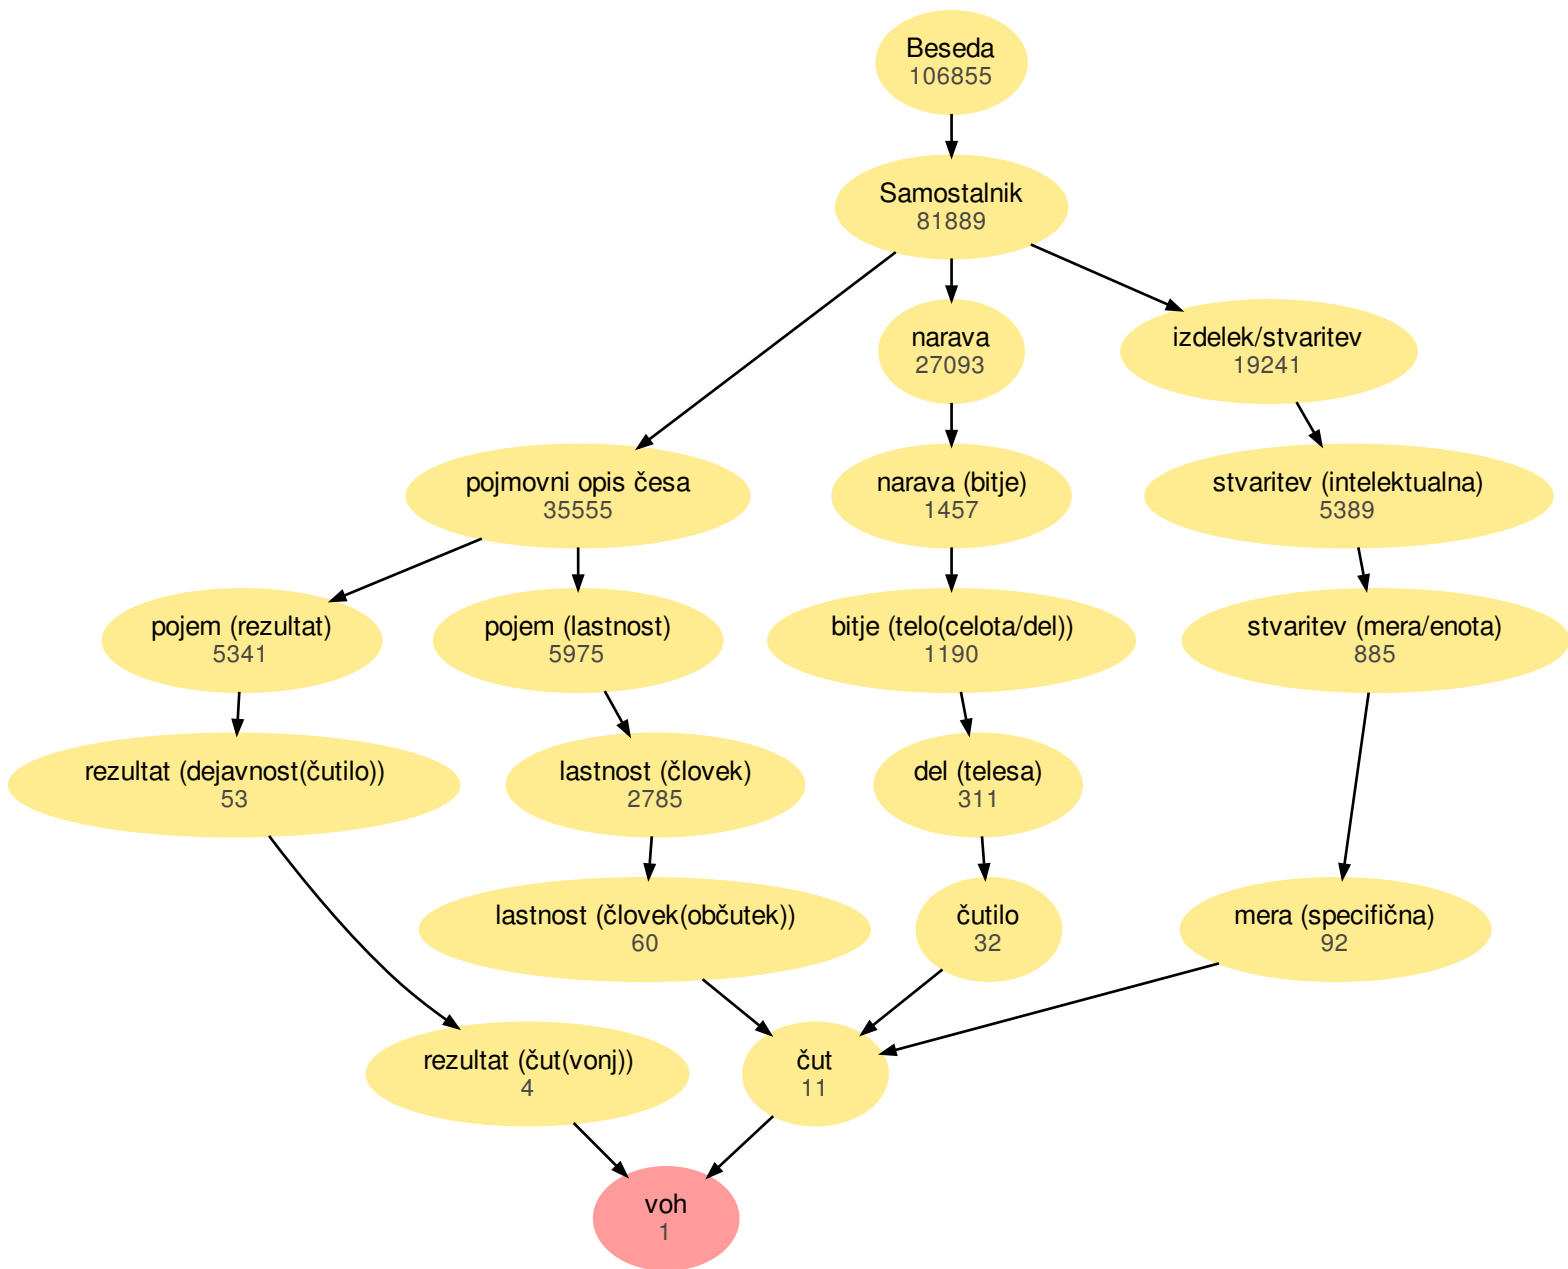 Beseda
106855
Samostalnik
81889
narava
27093
izdelek/stvaritev
19241
pojmovni opis česa
35555
narava (bitje)
1457
stvaritev (intelektualna)
5389
pojem (rezultat)
5341
pojem (lastnost)
5975
bitje (telo(celota/del))
1190
stvaritev (mera/enota)
885
rezultat (dejavnost(čutilo))
53
lastnost (človek)
2785
del (telesa)
311
lastnost (človek(občutek))
60
čutilo
32
mera (specifična)
92
rezultat (čut(vonj))
4
čut
11
voh
1